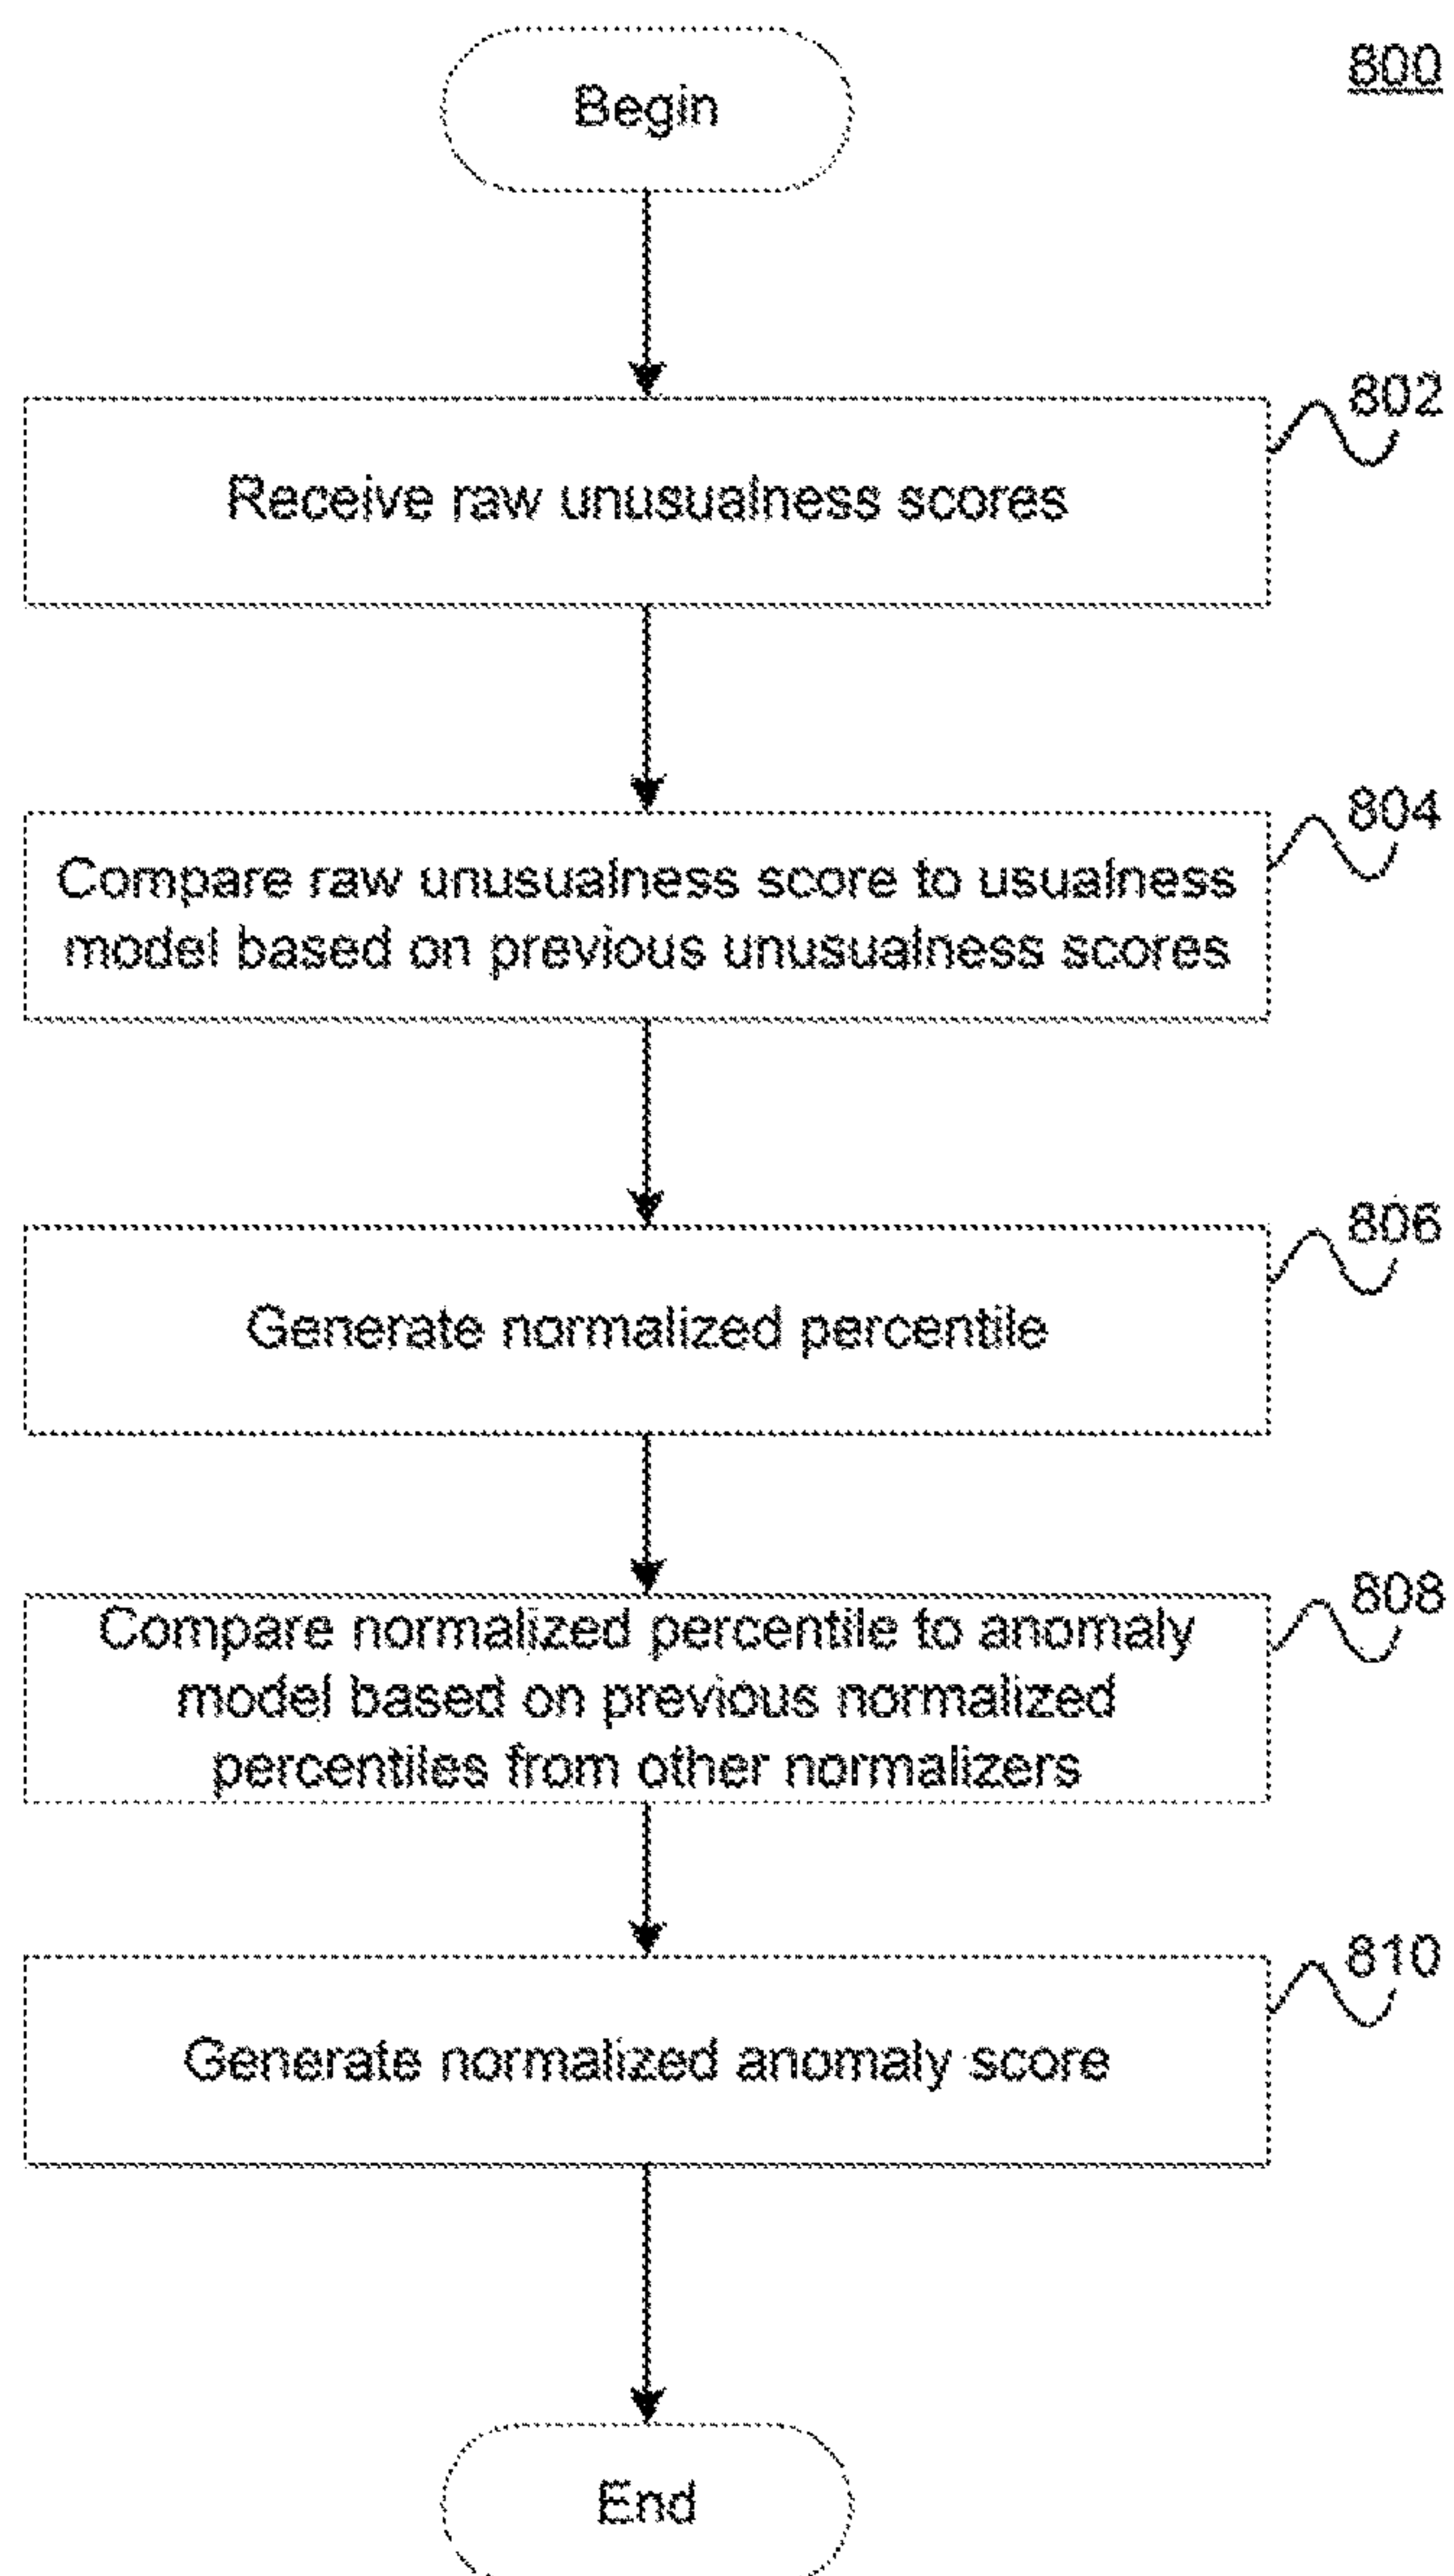 800
Begin
802
Receive raw unusualness scores
804
Compare raw unusualness score to usualness
model based on previous unusualness scores
806
Generate normalized percentile
808
Compare normalized percentile to anomaly
model based on previous normalized
percentiles from other normalizers
810
Generate normalized anomaly score
End